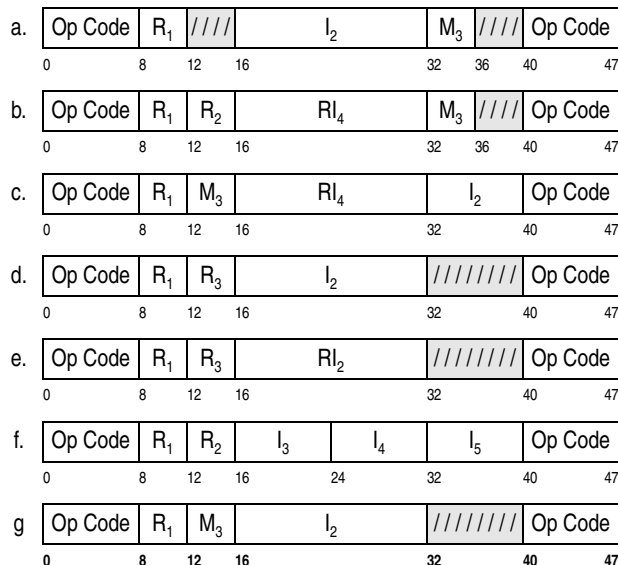 a. Op Code R₁ //// I₂ M₃ //// Op Code
0 8 12 16 32 36 40 47
b. Op Code R₁ R₂ RI₄ M₃ //// Op Code
0 8 12 16 32 36 40 47
c. Op Code R₁ M₃ RI₄ I₂ Op Code
0 8 12 16 32 40 47
d. Op Code R₁ R₃ I₂ //////// Op Code
0 8 12 16 32 40 47
e. Op Code R₁ R₃ RI₂ //////// Op Code
0 8 12 16 32 40 47
f. Op Code R₁ R₂ I₃ I₄ I₅ Op Code
0 8 12 16 24 32 40 47
g Op Code R₁ M₃ I₂ //////// Op Code
0 8 12 16 32 40 47